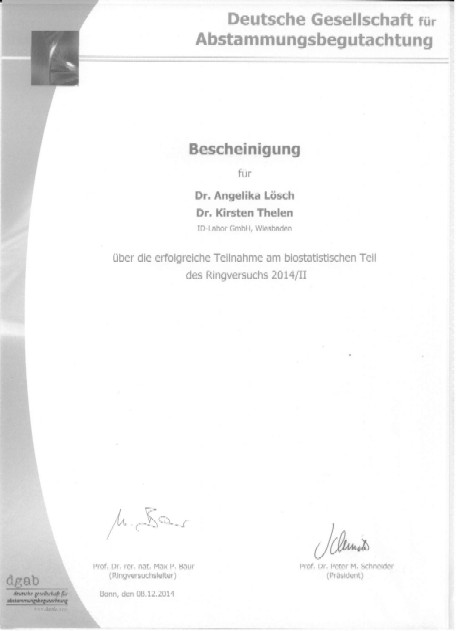 Deutsche Gesellschaft für
Abstammungsbegutachtung
Bescheinigung
für
Dr. Angelika Lösch
Dr. Kirsten Thelen
ID-Labor GmbH, Wiesbaden
über die erfolgreiche Teilnahme am biostatistischen Teil
des Ringversuchs 2014/II
M. Baur
Prof. Dr. rer. nat. Max P. Baur
(Ringversuchsleiter)
Prof. Dr. Peter M. Schneider
(Präsident)
Bonn, den 08.12.2014
dgab
deutsche gesellschaft für
abstammungsbegutachtung